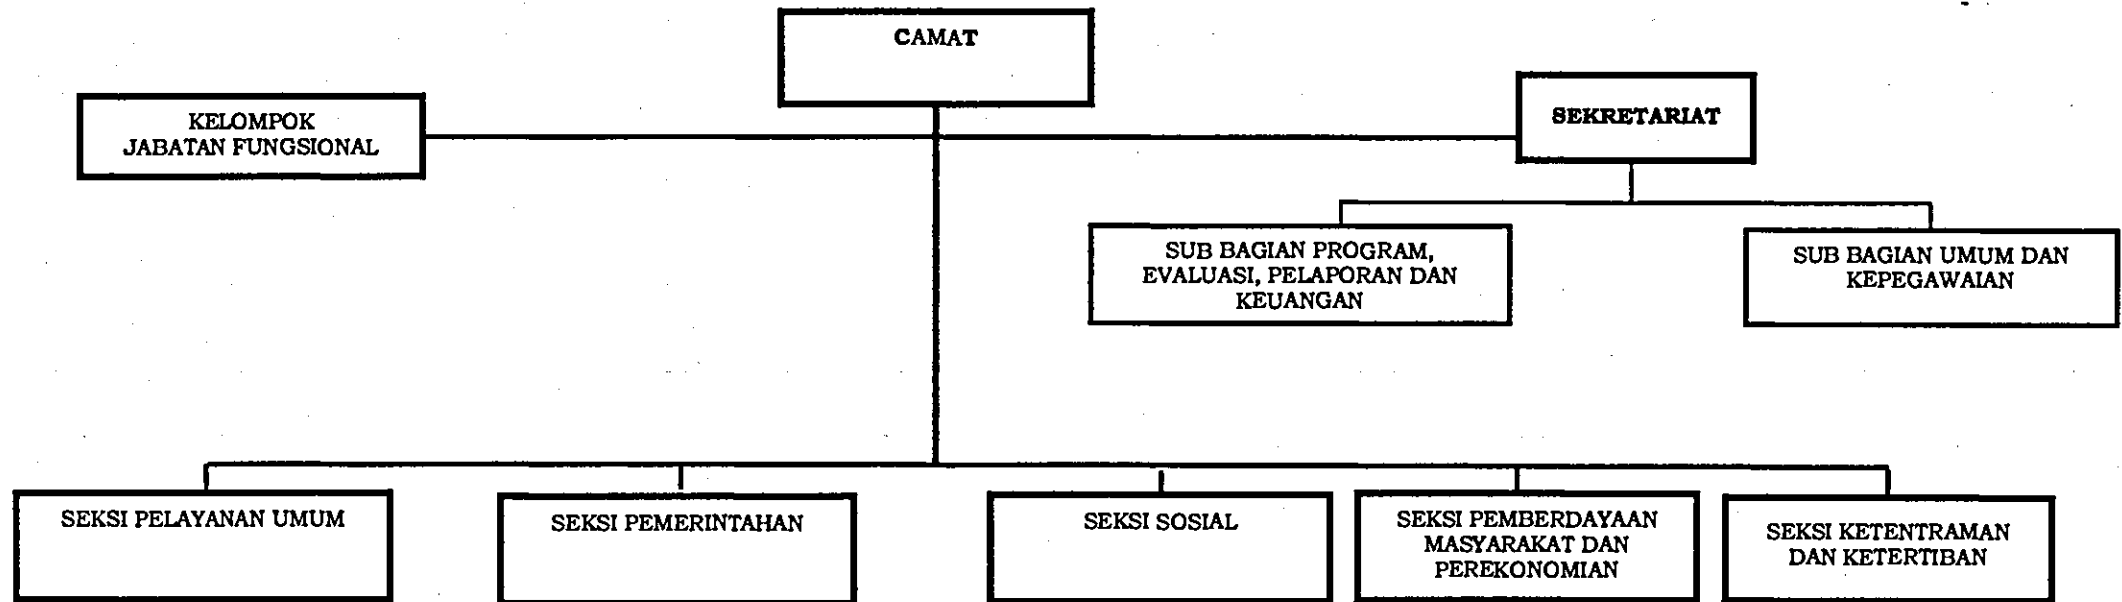 CAMAT
KELOMPOK
JABATAN FUNGSIONAL
SEKRETARIAT
SUB BAGIAN PROGRAM,
EVALUASI, PELAPORAN DAN
KEUANGAN
SUB BAGIAN UMUM DAN
KEPEGAWAIAN
SEKSI PELAYANAN UMUM
SEKSI PEMERINTAHAN
SEKSI SOSIAL
SEKSI PEMBERDAYAAN
MASYARAKAT DAN
PEREKONOMIAN
SEKSI KETENTRAMAN
DAN KETERTIBAN